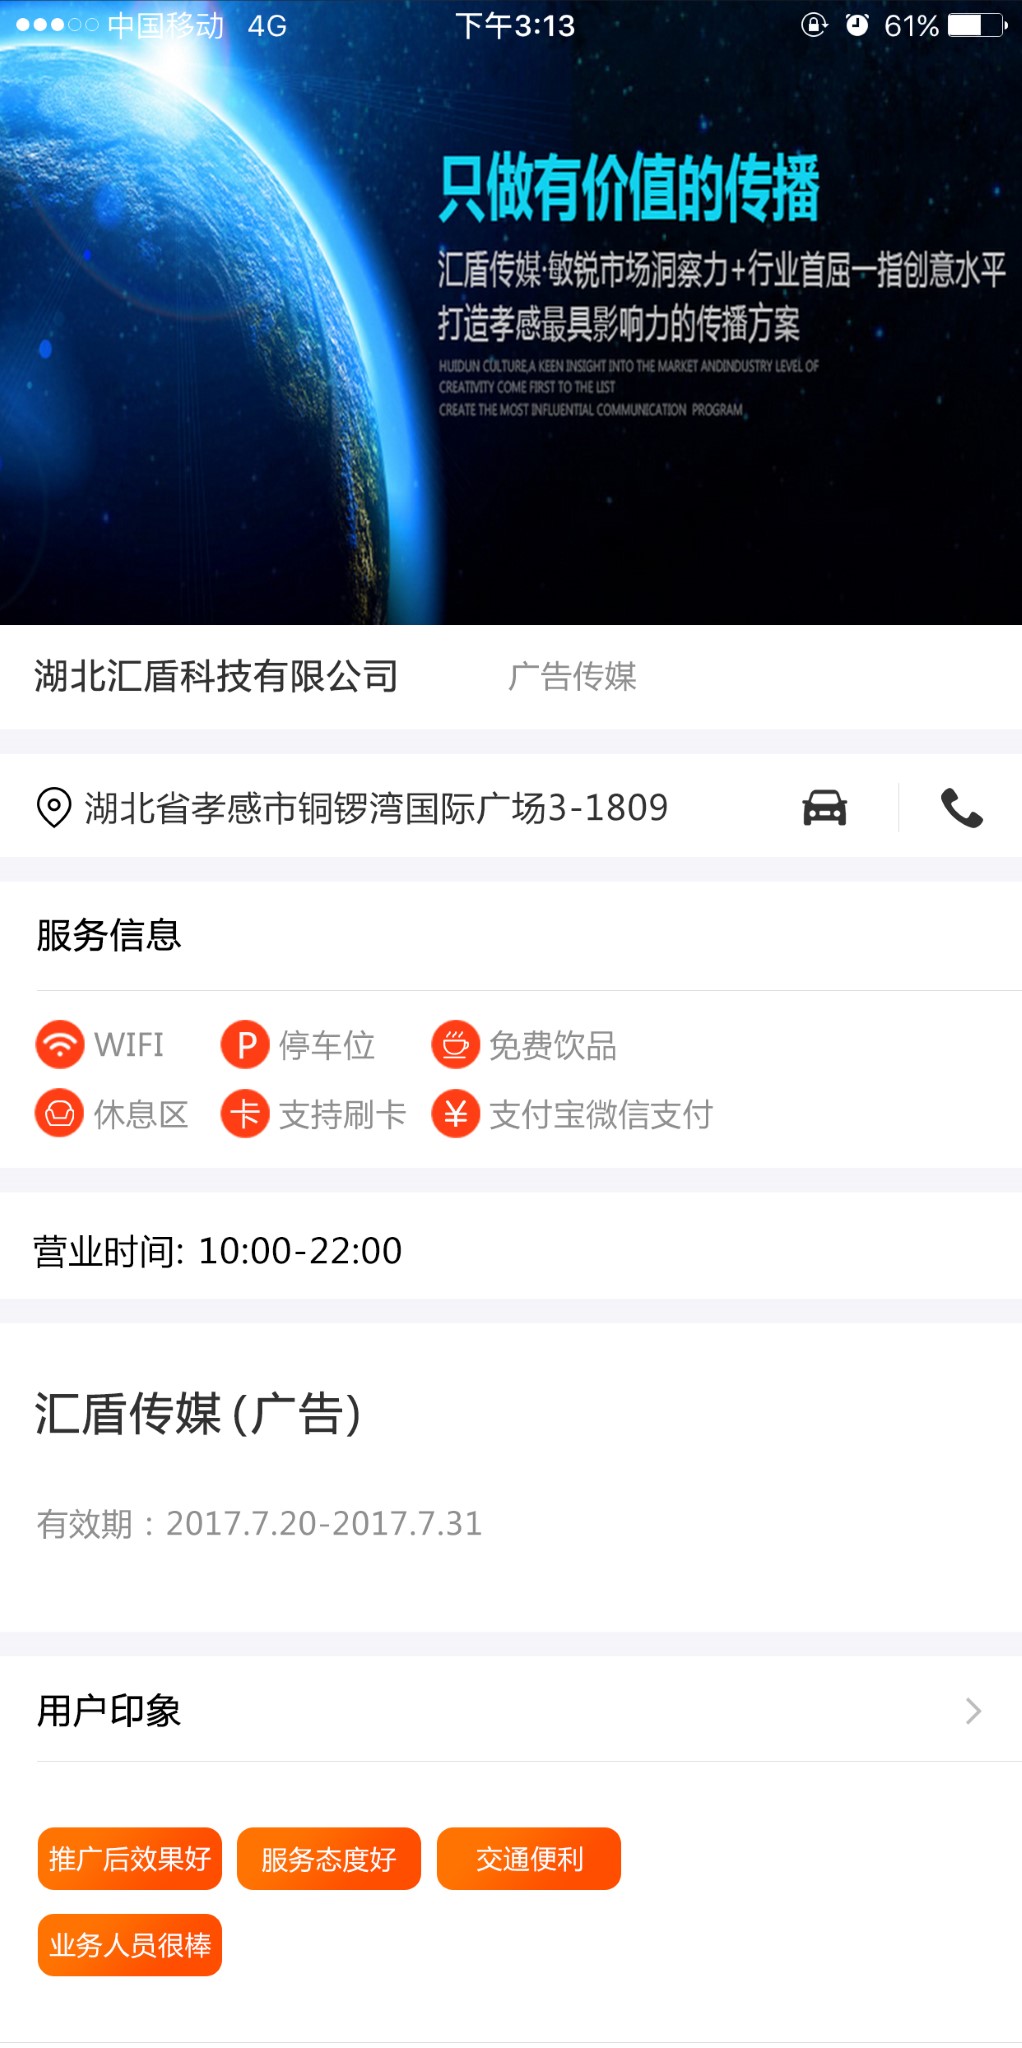 中国移动 4G 下午3:13 61%
只做有价值的传播
汇盾传媒·敏锐市场洞察力+行业首屈一指创意水平
打造孝感最具影响力的传播方案
HUIDUN CULTURE,A KEEN INSIGHT INTO THE MARKET ANDINDUSTRY LEVEL OF
CREATIVITY COME FIRST TO THE LIST
CREATE THE MOST INFLUENTIAL COMMUNICATION PROGRAM
湖北汇盾科技有限公司 广告传媒
湖北省孝感市铜锣湾国际广场3-1809
服务信息
WIFI P 停车位 免费饮品
休息区 卡 支持刷卡 ¥ 支付宝微信支付
营业时间: 10:00-22:00
汇盾传媒(广告)
有效期：2017.7.20-2017.7.31
用户印象
推广后效果好 服务态度好 交通便利
业务人员很棒